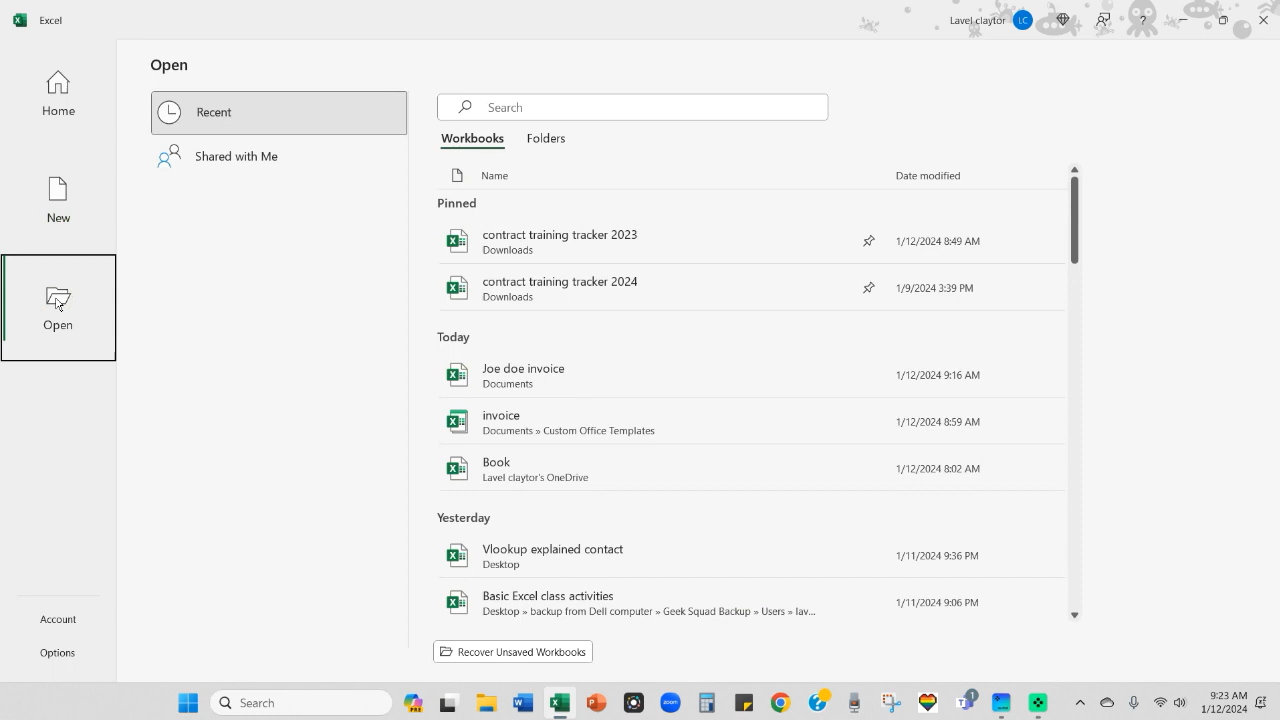 Excel
Lavel claytor LC
?
Home
New
Open
Account
Options
Open
Recent
Shared with Me
Search
Workbooks Folders
Name Date modified
Pinned
contract training tracker 2023 1/12/2024 8:49 AM
Downloads
contract training tracker 2024 1/9/2024 3:39 PM
Downloads
Today
Joe doe invoice 1/12/2024 9:16 AM
Documents
invoice 1/12/2024 8:59 AM
Documents » Custom Office Templates
Book 1/12/2024 8:02 AM
Lavel claytor's OneDrive
Yesterday
Vlookup explained contact 1/11/2024 9:36 PM
Desktop
Basic Excel class activities 1/11/2024 9:06 PM
Desktop » backup from Dell computer » Geek Squad Backup » Users » lav...
Recover Unsaved Workbooks
Search
PRE
zoom
1
9:23 AM
1/12/2024